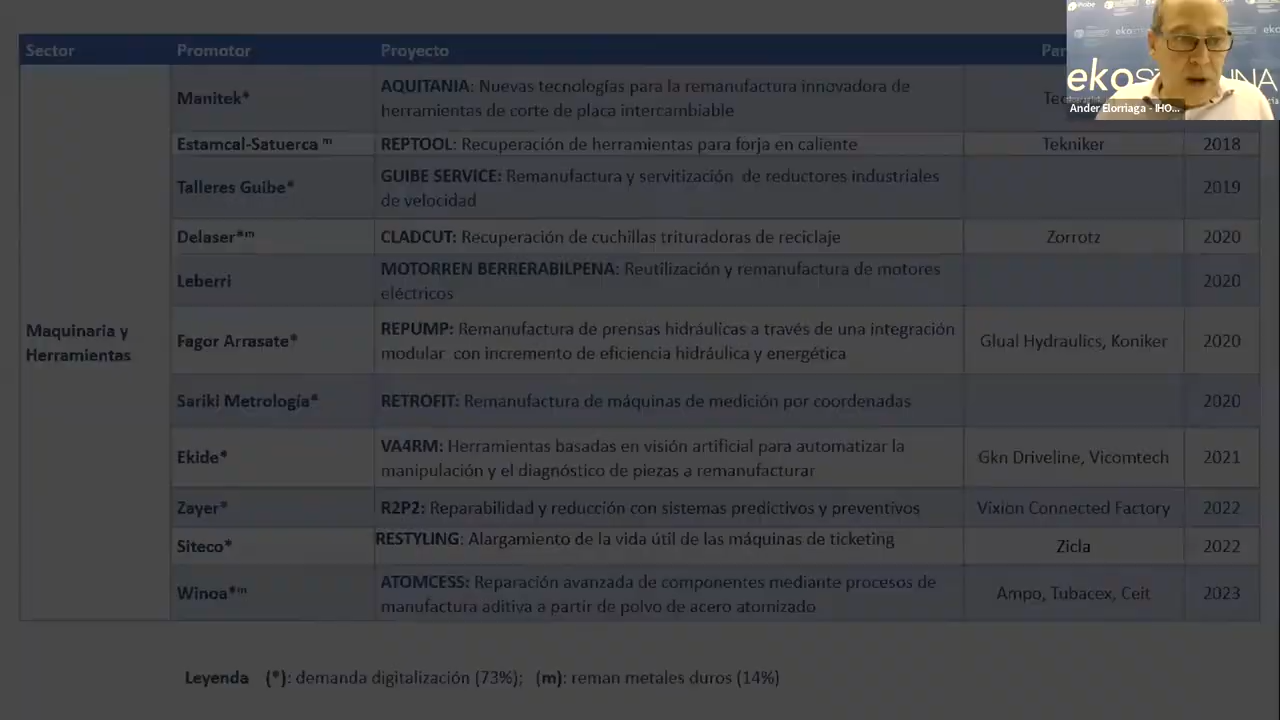 Sector Promotor Proyecto
Manitek* AQUITANIA: Nuevas tecnologías para la remanufactura innovadora de
herramientas de corte de placa intercambiable
Estamcal-Satuerca ᵐ REPTOOL: Recuperación de herramientas para forja en caliente Tekniker 2018
Talleres Guibe* GUIBE SERVICE: Remanufactura y servitización de reductores industriales
de velocidad 2019
Delaser*ᵐ CLADCUT: Recuperación de cuchillas trituradoras de reciclaje Zorrotz 2020
Leberri MOTORREN BERRERABILPENA: Reutilización y remanufactura de motores
eléctricos 2020
Maquinaria y
Herramientas
Fagor Arrasate* REPUMP: Remanufactura de prensas hidráulicas a través de una integración
modular con incremento de eficiencia hidráulica y energética Glual Hydraulics, Koniker 2020
Sariki Metrología* RETROFIT: Remanufactura de máquinas de medición por coordenadas 2020
Ekide* VA4RM: Herramientas basadas en visión artificial para automatizar la
manipulación y el diagnóstico de piezas a remanufacturar Gkn Driveline, Vicomtech 2021
Zayer* R2P2: Reparabilidad y reducción con sistemas predictivos y preventivos Vixion Connected Factory 2022
Siteco* RESTYLING: Alargamiento de la vida útil de las máquinas de ticketing Zicla 2022
Winoa*ᵐ ATOMCESS: Reparación avanzada de componentes mediante procesos de
manufactura aditiva a partir de polvo de acero atomizado Ampo, Tubacex, Ceit 2023
Leyenda (*): demanda digitalización (73%); (m): reman metales duros (14%)
ihobe
eko
Ander Elorriaga - IHO...